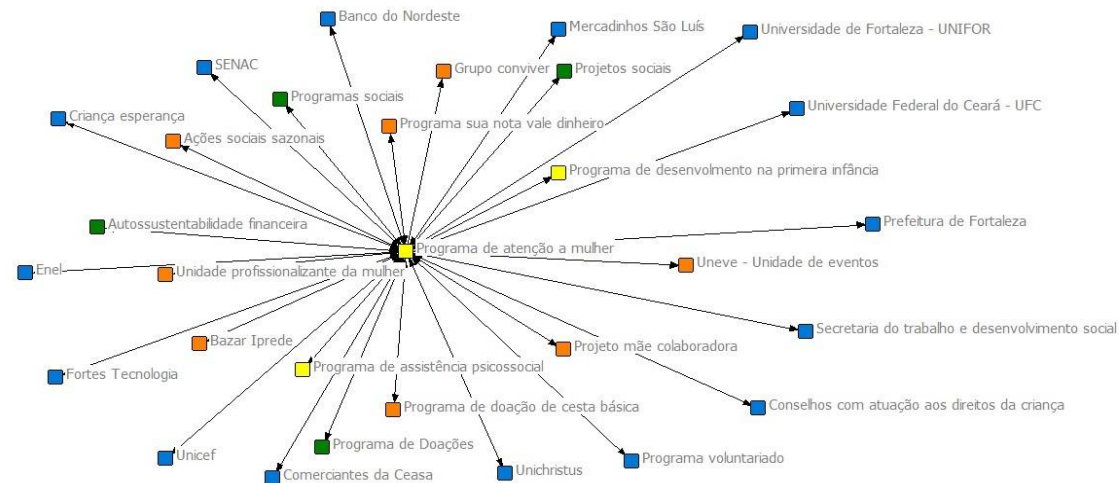 Banco do Nordeste
Mercadinhos São Luís
Universidade de Fortaleza - UNIFOR
SENAC
Grupo conviver
Projetos sociais
Programas sociais
Universidade Federal do Ceará - UFC
Criança esperança
Programa sua nota vale dinheiro
Ações sociais sazonais
Programa de desenvolmento na primeira infância
Autossustentabilidade financeira
Prefeitura de Fortaleza
Programa de atenção a mulher
Uneve - Unidade de eventos
Enel
Unidade profissionalizante da mulher
Secretaria do trabalho e desenvolvimento social
Bazar Iprede
Projeto mãe colaboradora
Programa de assistência psicossocial
Fortes Tecnologia
Conselhos com atuação aos direitos da criança
Programa de doação de cesta básica
Programa de Doações
Unicef
Programa voluntariado
Comerciantes da Ceasa
Unichristus